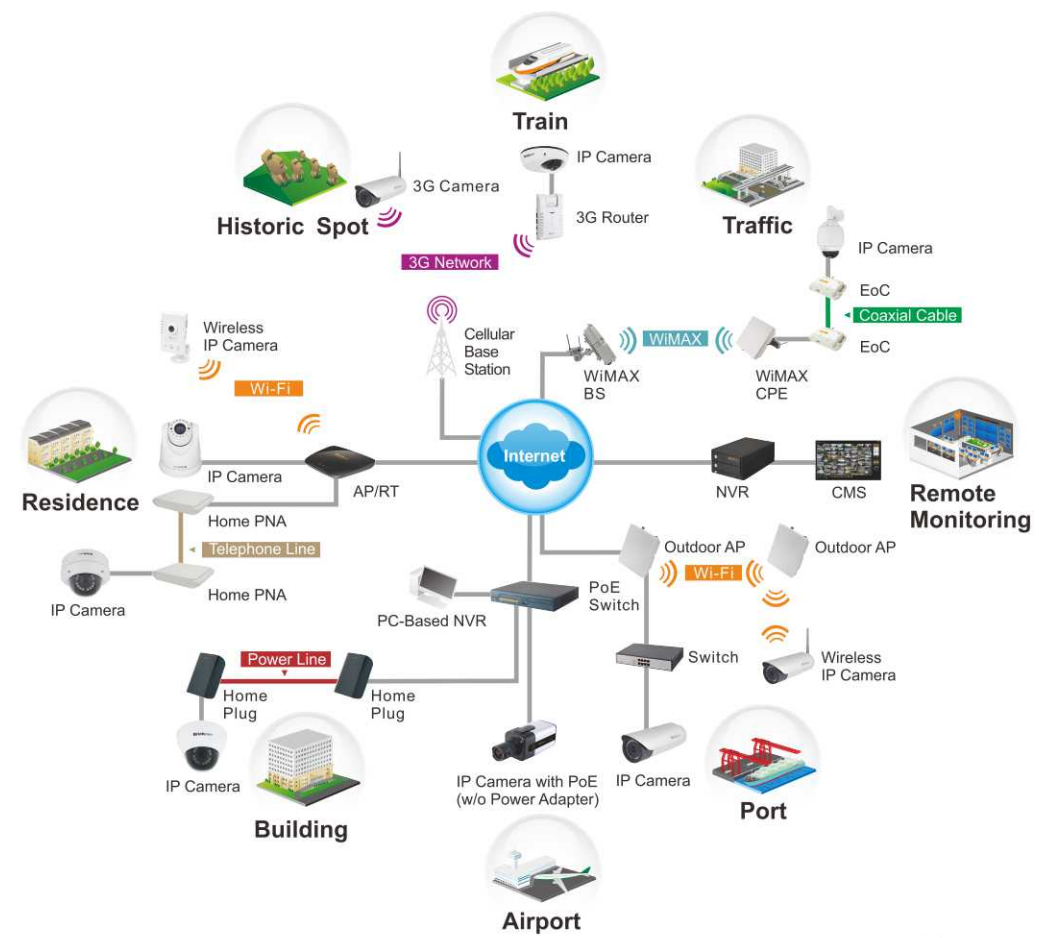 Train
IP Camera
3G Camera
3G Router
Historic Spot
Traffic
3G Network
IP Camera
EoC
Coaxial Cable
EoC
Wireless
IP Camera
Cellular
Base
Station
WiMAX
WiMAX
BS
WiMAX
CPE
Wi-Fi
Internet
Residence
IP Camera
AP/RT
NVR
CMS
Remote
Monitoring
Home PNA
Telephone Line
Home PNA
IP Camera
Outdoor AP
Wi-Fi
Outdoor AP
PoE
Switch
PC-Based NVR
Power Line
Home
Plug
Home
Plug
Switch
Wireless
IP Camera
IP Camera
Building
IP Camera with PoE
(w/o Power Adapter)
IP Camera
Port
Airport